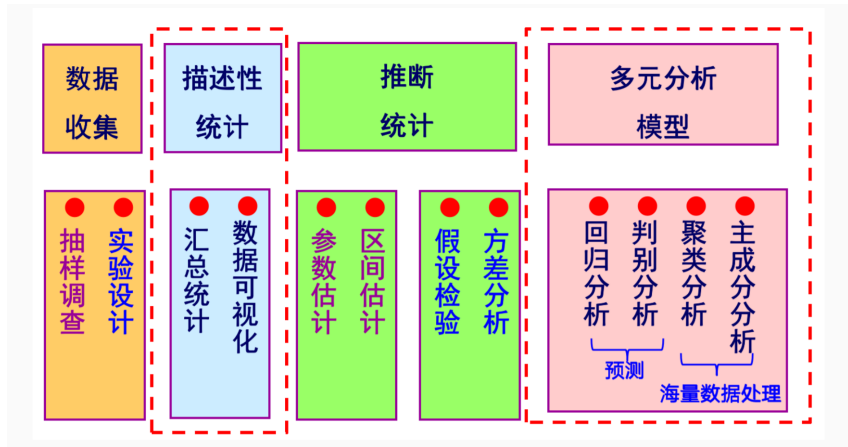 数据
收集
描述性
统计
推断
统计
多元分析
模型
抽样调查
实验设计
汇总统计
数据可视化
参数估计
区间估计
假设检验
方差分析
回归分析
判别分析
聚类分析
主成分分析
预测
海量数据处理